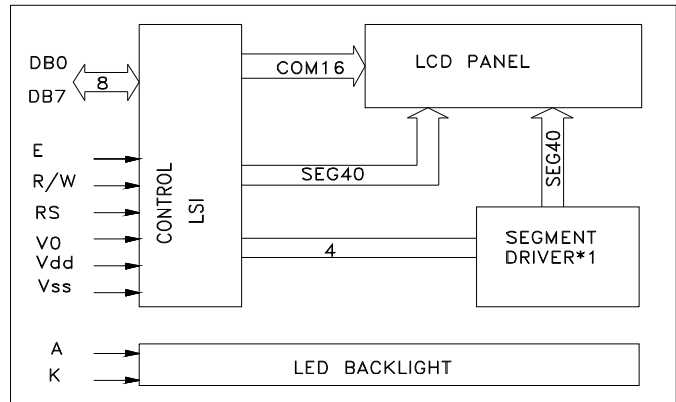 DB0
DB7
8
E
R/W
RS
V0
Vdd
Vss
CONTROL
LSI
COM16
SEG40
4
LCD PANEL
SEG40
SEGMENT
DRIVER*1
A
K
LED BACKLIGHT